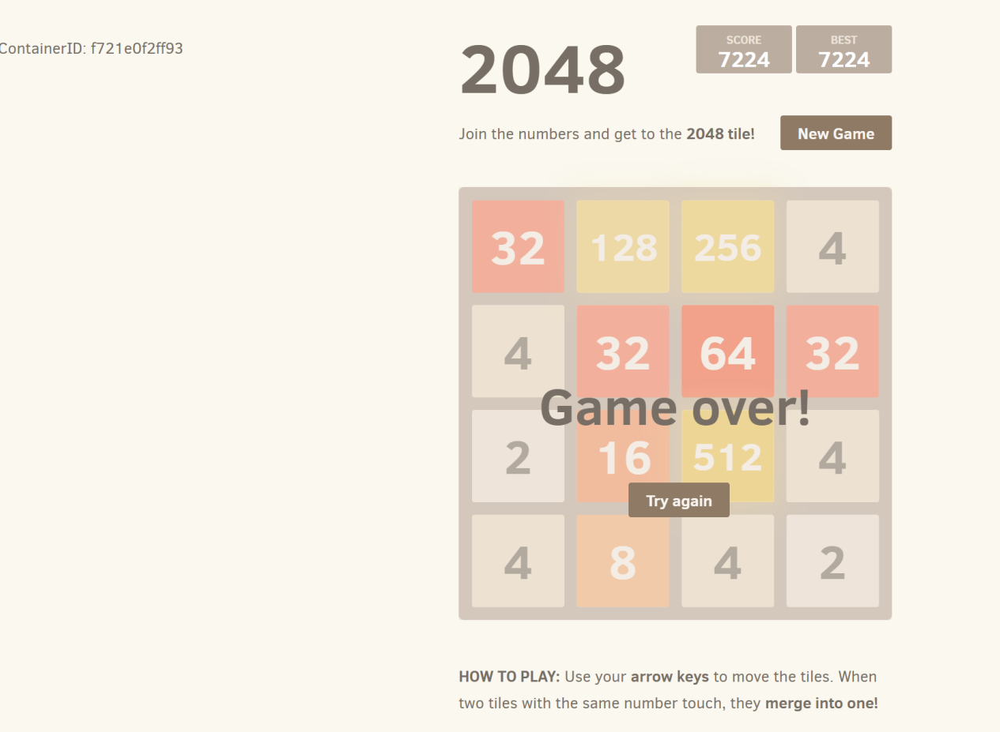 ContainerID: f721e0f2ff93
2048
SCORE
7224
BEST
7224
Join the numbers and get to the 2048 tile!
New Game
32 128 256 4
4 32 64 32
Game over!
2 16 512 4
Try again
4 8 4 2
HOW TO PLAY: Use your arrow keys to move the tiles. When
two tiles with the same number touch, they merge into one!